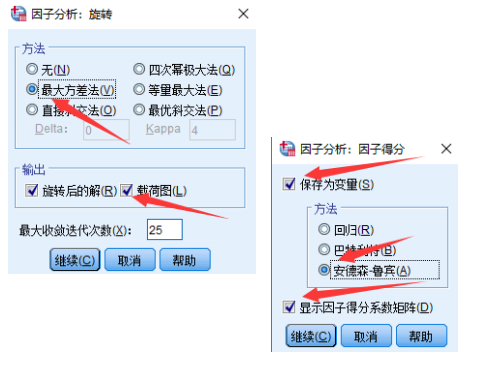 因子分析：旋转
方法
无(N)
四次幂极大法(Q)
最大方差法(V)
等量最大法(E)
直接斜交法(O)
最优斜交法(P)
Delta: 0
Kappa 4
输出
旋转后的解(R)
载荷图(L)
最大收敛迭代次数(X): 25
继续(C)
取消
帮助
因子分析：因子得分
保存为变量(S)
方法
回归(R)
巴特利特(B)
安德森-鲁宾(A)
显示因子得分系数矩阵(D)
继续(C)
取消
帮助